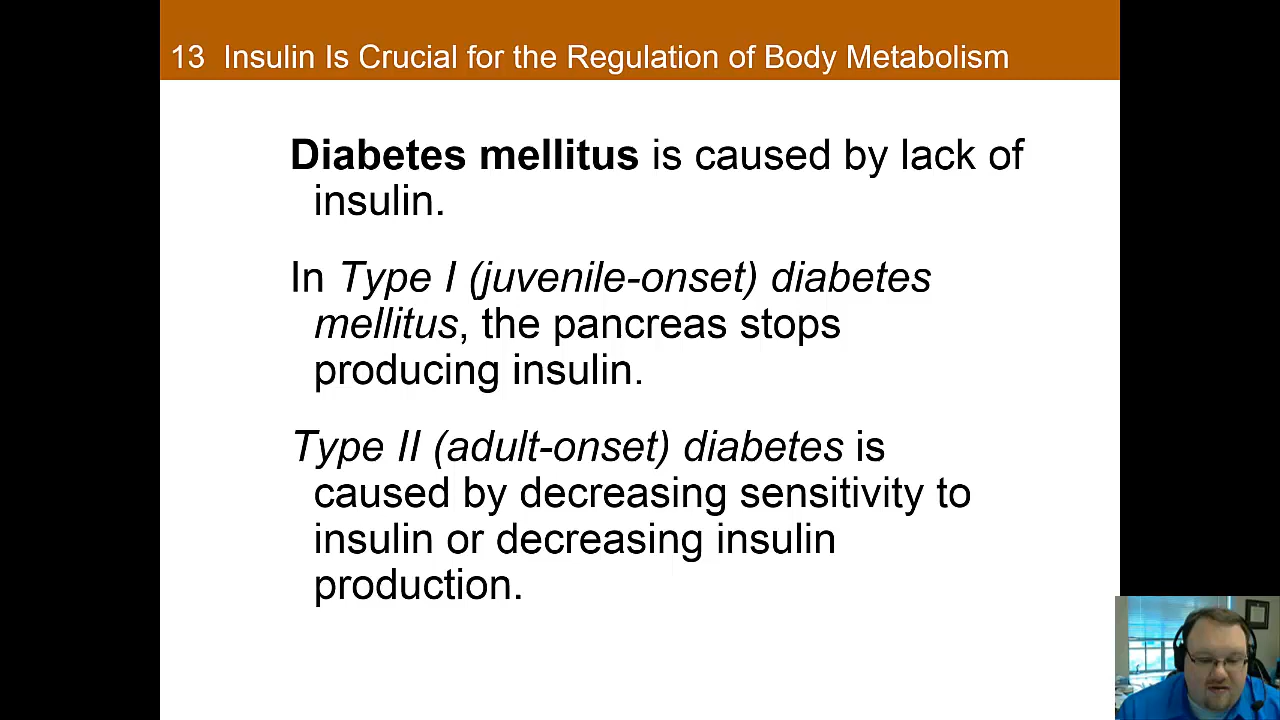 13 Insulin Is Crucial for the Regulation of Body Metabolism
Diabetes mellitus is caused by lack of
insulin.
In Type I (juvenile-onset) diabetes
mellitus, the pancreas stops
producing insulin.
Type II (adult-onset) diabetes is
caused by decreasing sensitivity to
insulin or decreasing insulin
production.